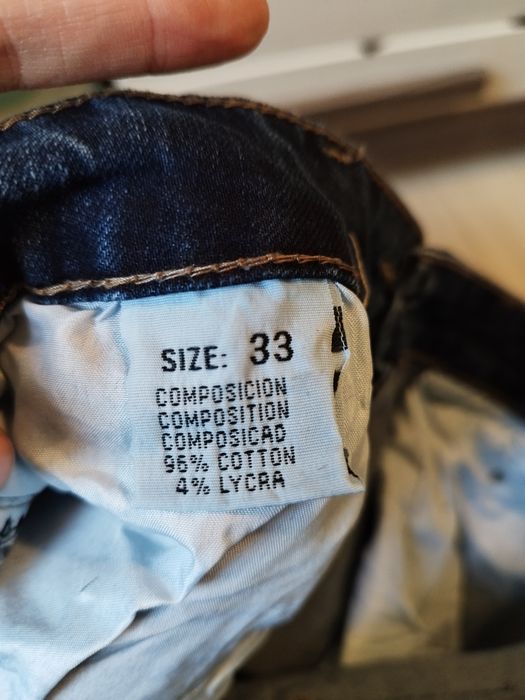 SIZE: 33
COMPOSICION
COMPOSITION
COMPOSICAD
96% COTTON
4% LYCRA